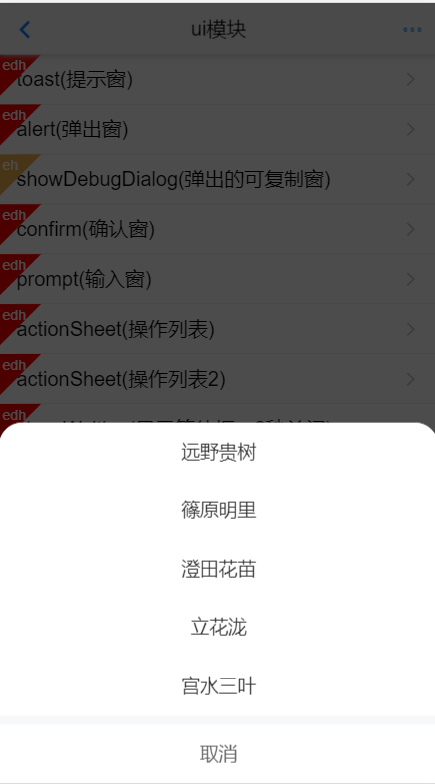 ui模块
edh
toast(提示窗)
edh
alert(弹出窗)
eh
showDebugDialog(弹出的可复制窗)
edh
confirm(确认窗)
edh
prompt(输入窗)
edh
actionSheet(操作列表)
edh
actionSheet(操作列表2)
edh
远野贵树
篠原明里
澄田花苗
立花泷
宫水三叶
取消